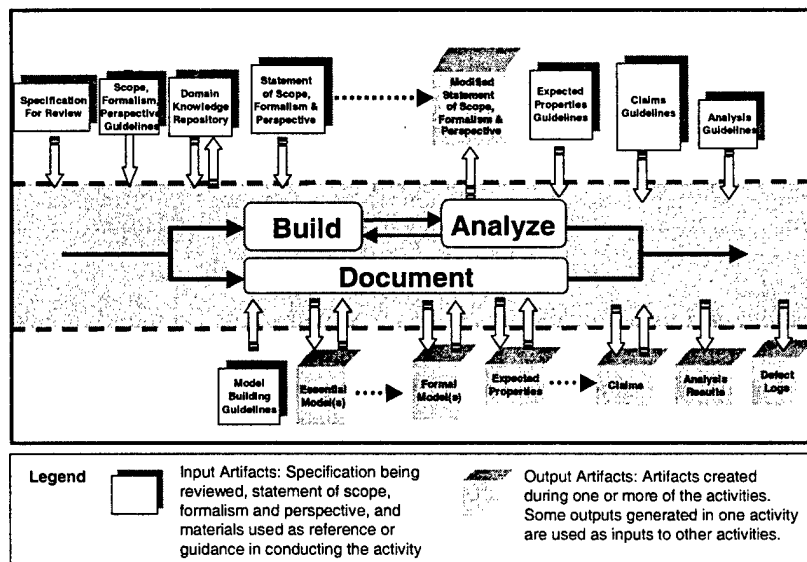 Specification
For Review
Scope,
Formalism,
Perspective
Guidelines
Domain
Knowledge
Repository
Statement
of Scope,
Formalism &
Perspective
Modified
Statement
of Scope,
Formalism &
Perspective
Expected
Properties
Guidelines
Claims
Guidelines
Analysis
Guidelines
Build
Analyze
Document
Model
Building
Guidelines
Essential
Model(s)
Formal
Model(s)
Expected
Properties
Claims
Analysis
Results
Defect
Logs
Legend
Input Artifacts: Specification being
reviewed, statement of scope,
formalism and perspective, and
materials used as reference or
guidance in conducting the activity
Output Artifacts: Artifacts created
during one or more of the activities.
Some outputs generated in one activity
are used as inputs to other activities.